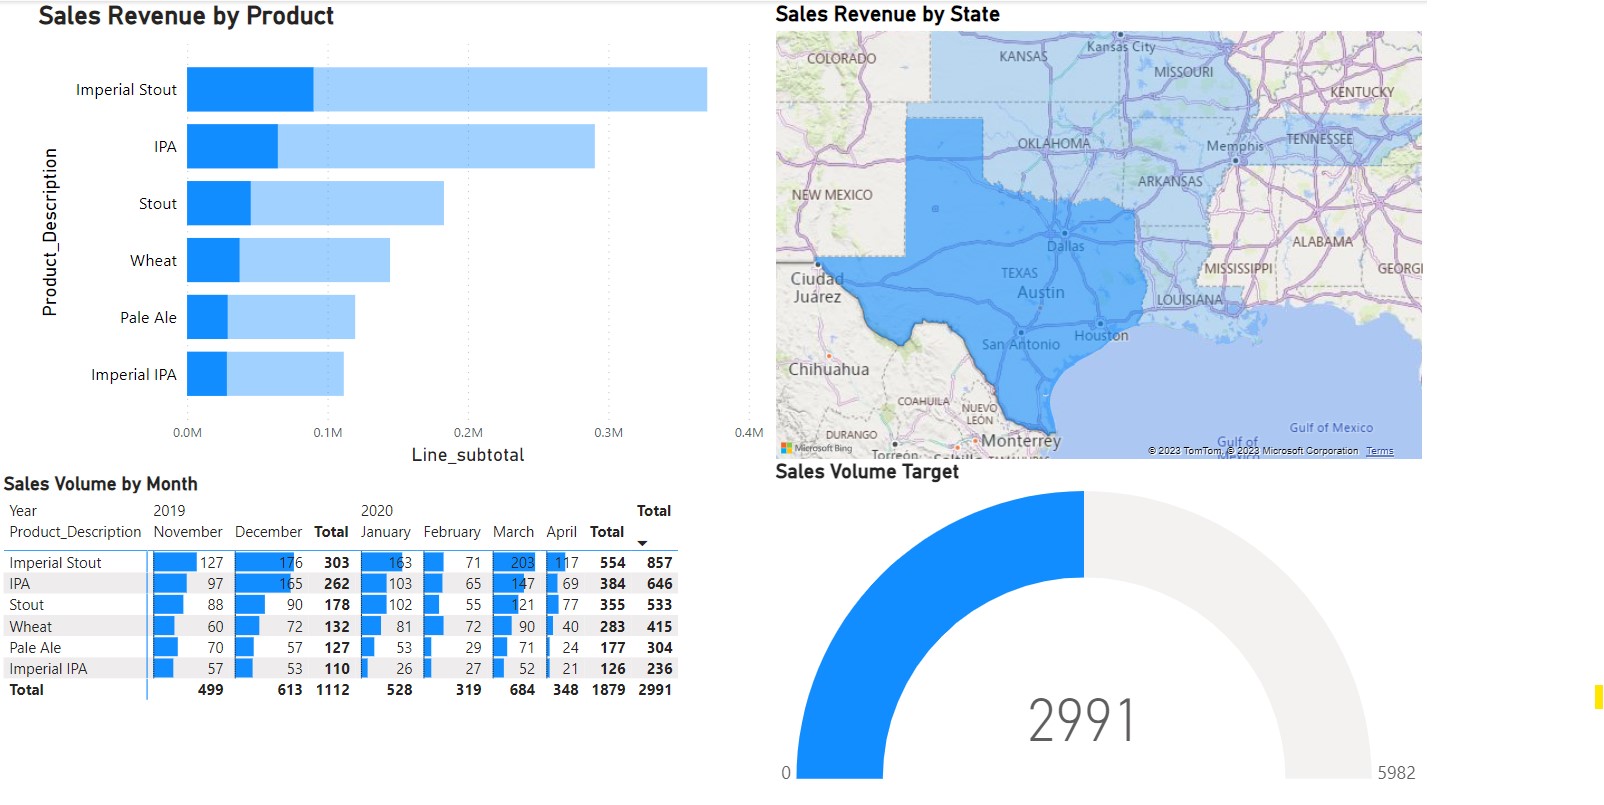 Sales Revenue by Product
Product_Description
Imperial Stout
IPA
Stout
Wheat
Pale Ale
Imperial IPA
0.0M 0.1M 0.2M 0.3M 0.4M
Line_subtotal
Sales Revenue by State
COLORADO
KANSAS
Kansas City
MISSOURI
KENTUCKY
OKLAHOMA
Memphis
TENNESSEE
ARKANSAS
NEW MEXICO
Dallas
ALABAMA
MISSISSIPPI
GEORGI
Ciudad
Juárez
TEXAS
Austin
LOUISIANA
San Antonio
Houston
Chihuahua
COAHUILA
NUEVO
LEÓN
DURANGO
Monterrey
Torreón
Gulf of Mexico
Gulf of
Mexico
Microsoft Bing
© 2023 TomTom, © 2023 Microsoft Corporation Terms
Sales Volume by Month
Year 2019 2020 Total
Product_Description November December Total January February March April Total
Imperial Stout 127 176 303 163 71 203 117 554 857
IPA 97 165 262 103 65 147 69 384 646
Stout 88 90 178 102 55 121 77 355 533
Wheat 60 72 132 81 72 90 40 283 415
Pale Ale 70 57 127 53 29 71 24 177 304
Imperial IPA 57 53 110 26 27 52 21 126 236
Total 499 613 1112 528 319 684 348 1879 2991
Sales Volume Target
2991
0 5982